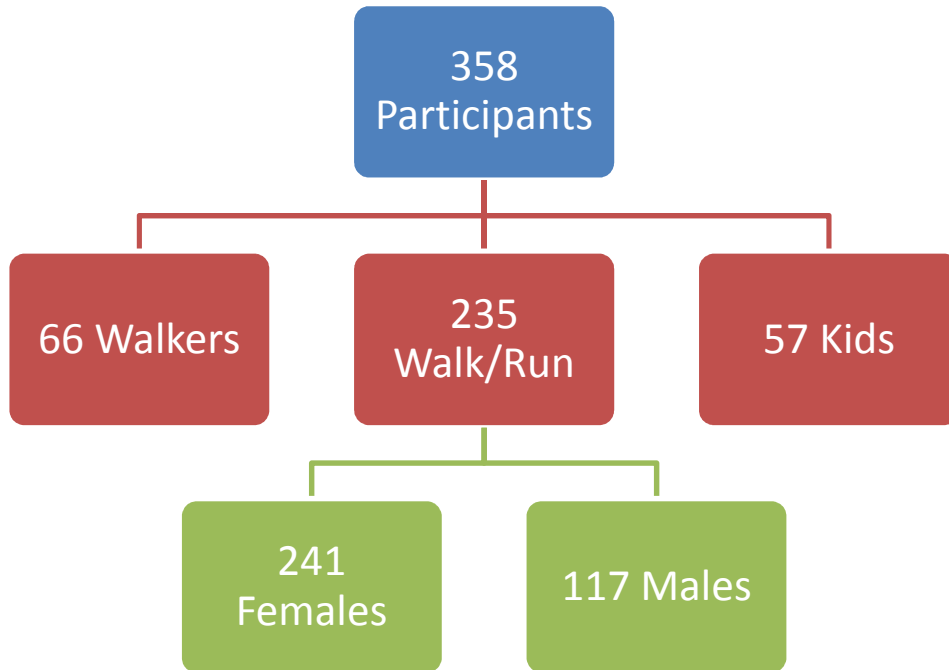 358
Participants
66 Walkers
235
Walk/Run
57 Kids
241
Females
117 Males